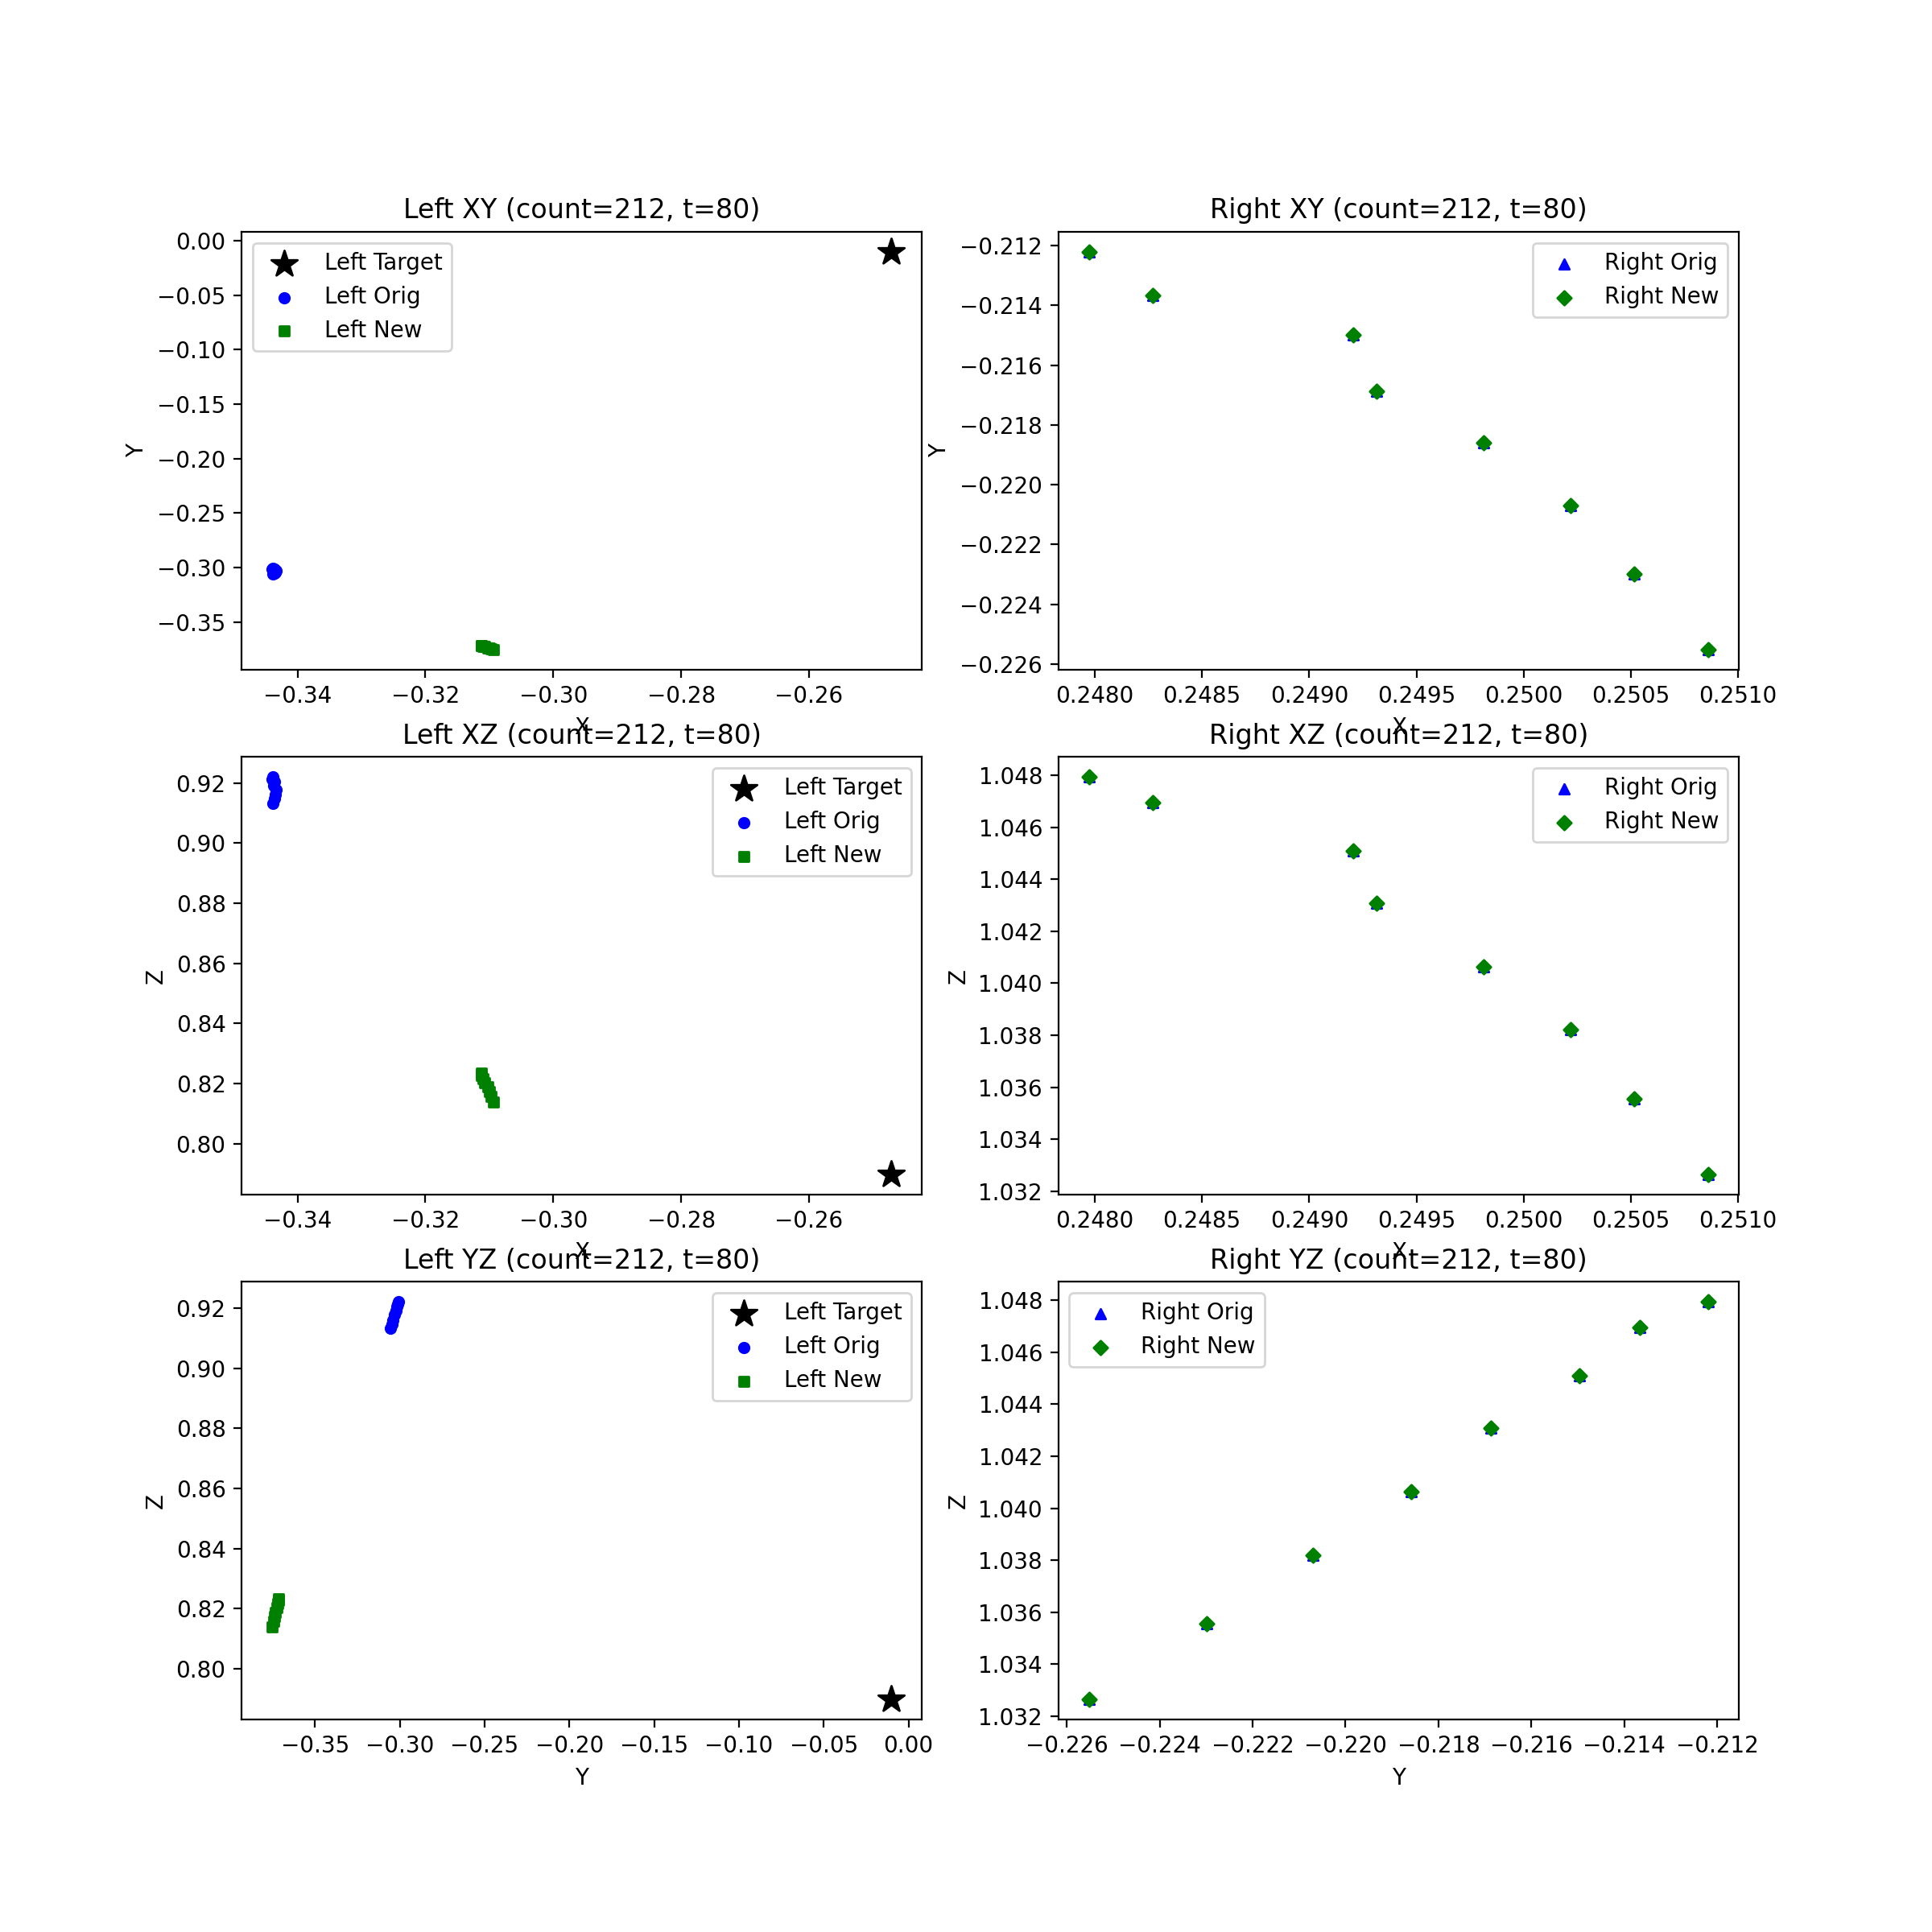 Left XY (count=212, t=80)
0.00
−0.05
−0.10
−0.15
−0.20
−0.25
−0.30
−0.35
Y
Left Target
Left Orig
Left New
−0.34 −0.32 −0.30 −0.28 −0.26
X
Right XY (count=212, t=80)
−0.212
−0.214
−0.216
−0.218
−0.220
−0.222
−0.224
−0.226
Y
Right Orig
Right New
0.2480 0.2485 0.2490 0.2495 0.2500 0.2505 0.2510
X
Left XZ (count=212, t=80)
0.92
0.90
0.88
0.86
0.84
0.82
0.80
Z
Left Target
Left Orig
Left New
−0.34 −0.32 −0.30 −0.28 −0.26
X
Right XZ (count=212, t=80)
1.048
1.046
1.044
1.042
1.040
1.038
1.036
1.034
1.032
Z
Right Orig
Right New
0.2480 0.2485 0.2490 0.2495 0.2500 0.2505 0.2510
X
Left YZ (count=212, t=80)
0.92
0.90
0.88
0.86
0.84
0.82
0.80
Z
Left Target
Left Orig
Left New
−0.35 −0.30 −0.25 −0.20 −0.15 −0.10 −0.05 0.00
Y
Right YZ (count=212, t=80)
1.048
1.046
1.044
1.042
1.040
1.038
1.036
1.034
1.032
Z
Right Orig
Right New
−0.226 −0.224 −0.222 −0.220 −0.218 −0.216 −0.214 −0.212
Y